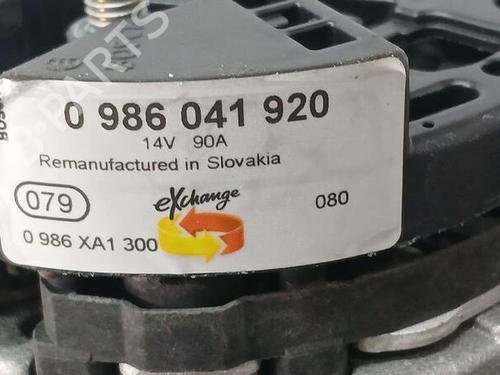 0 986 041 920
14V 90A
Remanufactured in Slovakia
079
eXchange
080
0 986 XA1 300